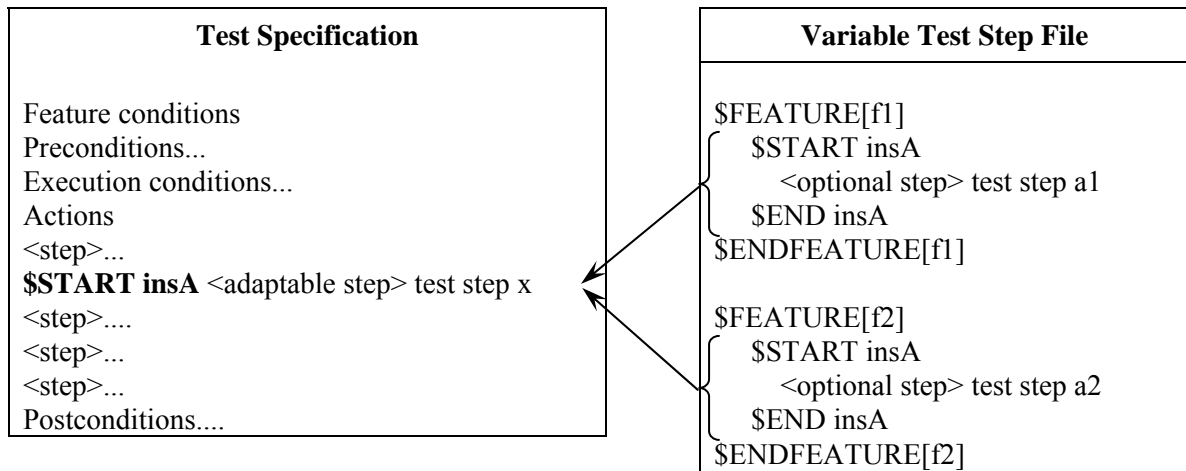 Test Specification
Feature conditions
Preconditions...
Execution conditions...
Actions
<step>...
$START insA <adaptable step> test step x
<step>....
<step>...
<step>...
Postconditions....
Variable Test Step File
$FEATURE[f1]
$START insA
<optional step> test step a1
$END insA
$ENDFEATURE[f1]
$FEATURE[f2]
$START insA
<optional step> test step a2
$END insA
$ENDFEATURE[f2]